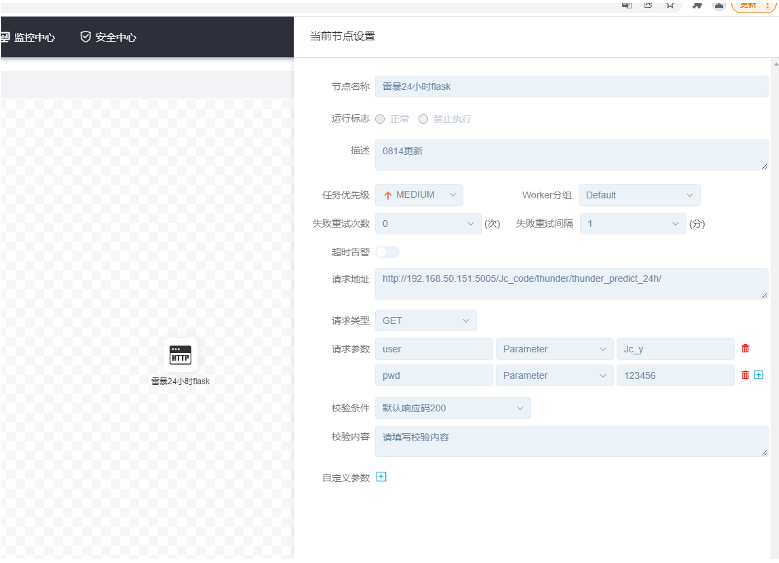 更新
监控中心 安全中心
当前节点设置
节点名称 雷暴24小时flask
运行标志 正常 禁止执行
描述 0814更新
任务优先级 MEDIUM Worker分组 Default
失败重试次数 0 (次) 失败重试间隔 1 (分)
超时告警
请求地址 http://192.168.50.151:5005/Jc_code/thunder/thunder_predict_24h/
请求类型 GET
请求参数 user Parameter Jc_y
pwd Parameter 123456
HTTP
雷暴24小时flask
校验条件 默认响应码200
校验内容 请填写校验内容
自定义参数